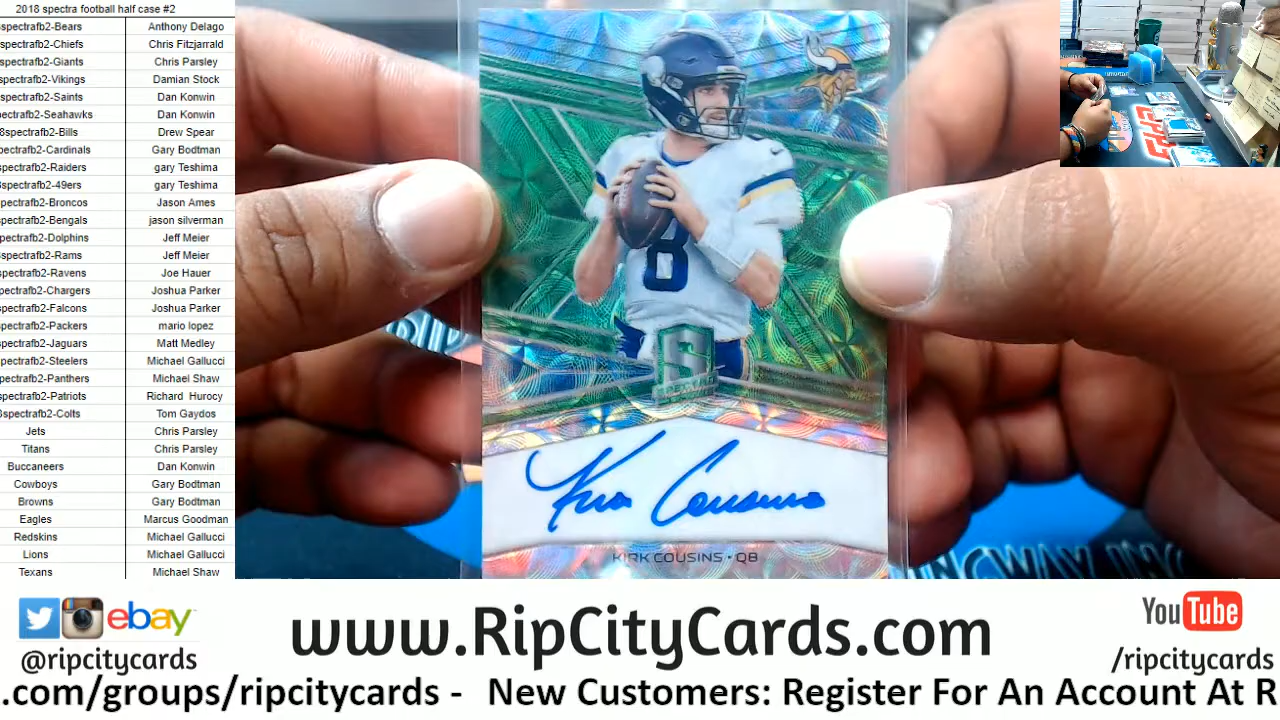 2018 spectra football half case #2
spectrafb2-Bears Anthony Delago
spectrafb2-Chiefs Chris Fitzjarrald
spectrafb2-Giants Chris Parsley
spectrafb2-Vikings Damian Stock
spectrafb2-Saints Dan Konwin
spectrafb2-Seahawks Dan Konwin
8spectrafb2-Bills Drew Spear
spectrafb2-Cardinals Gary Bodtman
spectrafb2-Raiders gary Teshima
8spectrafb2-49ers gary Teshima
spectrafb2-Broncos Jason Ames
spectrafb2-Bengals jason silverman
spectrafb2-Dolphins Jeff Meier
8spectrafb2-Rams Jeff Meier
spectrafb2-Ravens Joe Hauer
spectrafb2-Chargers Joshua Parker
spectrafb2-Falcons Joshua Parker
spectrafb2-Packers mario lopez
spectrafb2-Jaguars Matt Medley
spectrafb2-Steelers Michael Gallucci
spectrafb2-Panthers Michael Shaw
spectrafb2-Patriots Richard Hurocy
8spectrafb2-Colts Tom Gaydos
Jets Chris Parsley
Titans Chris Parsley
Buccaneers Dan Konwin
Cowboys Gary Bodtman
Browns Gary Bodtman
Eagles Marcus Goodman
Redskins Michael Gallucci
Lions Michael Gallucci
Texans Michael Shaw
8
S
Kirk Cousins
KIRK COUSINS • QB
ebay
@ripcitycards
www.RipCityCards.com
YouTube
/ripcitycards
.com/groups/ripcitycards - New Customers: Register For An Account At R